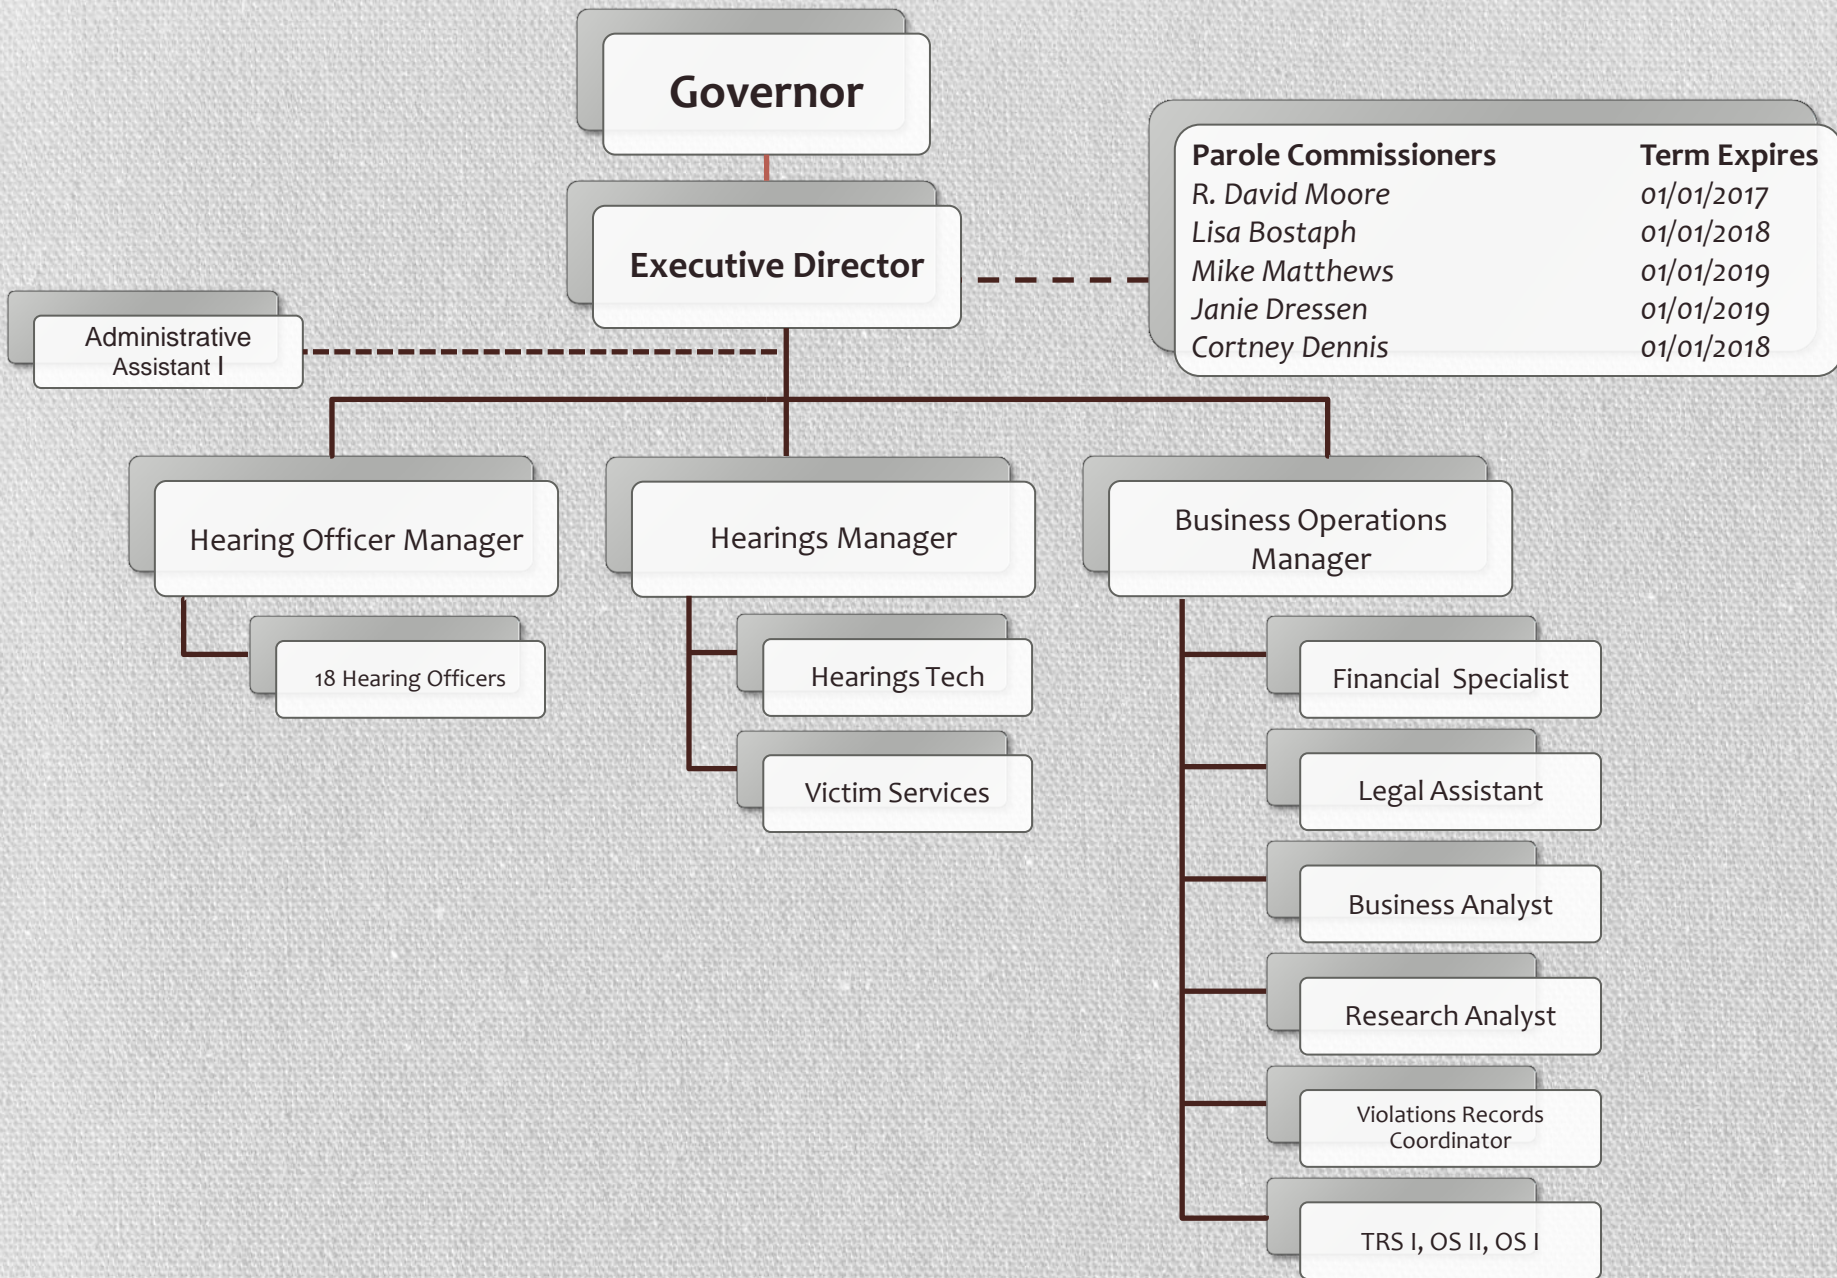 Governor
Parole Commissioners Term Expires
R. David Moore 01/01/2017
Lisa Bostaph 01/01/2018
Mike Matthews 01/01/2019
Janie Dressen 01/01/2019
Cortney Dennis 01/01/2018
Executive Director
Administrative
Assistant I
Hearing Officer Manager
18 Hearing Officers
Hearings Manager
Hearings Tech
Victim Services
Business Operations
Manager
Financial Specialist
Legal Assistant
Business Analyst
Research Analyst
Violations Records
Coordinator
TRS I, OS II, OS I